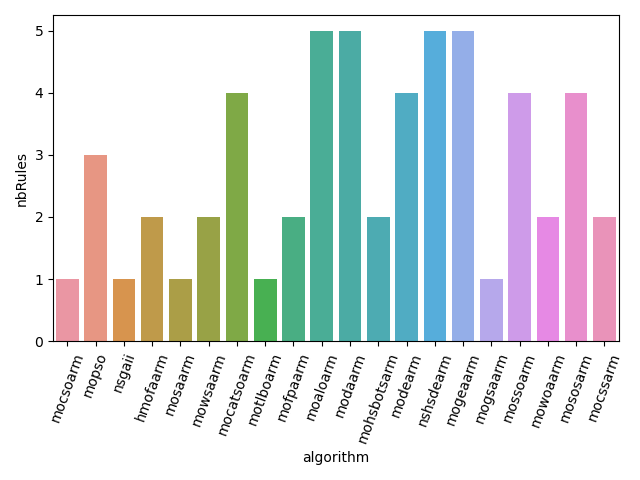 5
4
3
2
1
0
nbRules
mocsoarm
mopso
nsgaii
hmofaarm
mosaarm
mowsaarm
mocatsoarm
motlboarm
mofpaarm
moaloarm
modaarm
mohsbotsarm
modearm
nshsdearm
mogeaarm
mogsaarm
mossoarm
mowoaarm
mososarm
mocssarm
algorithm